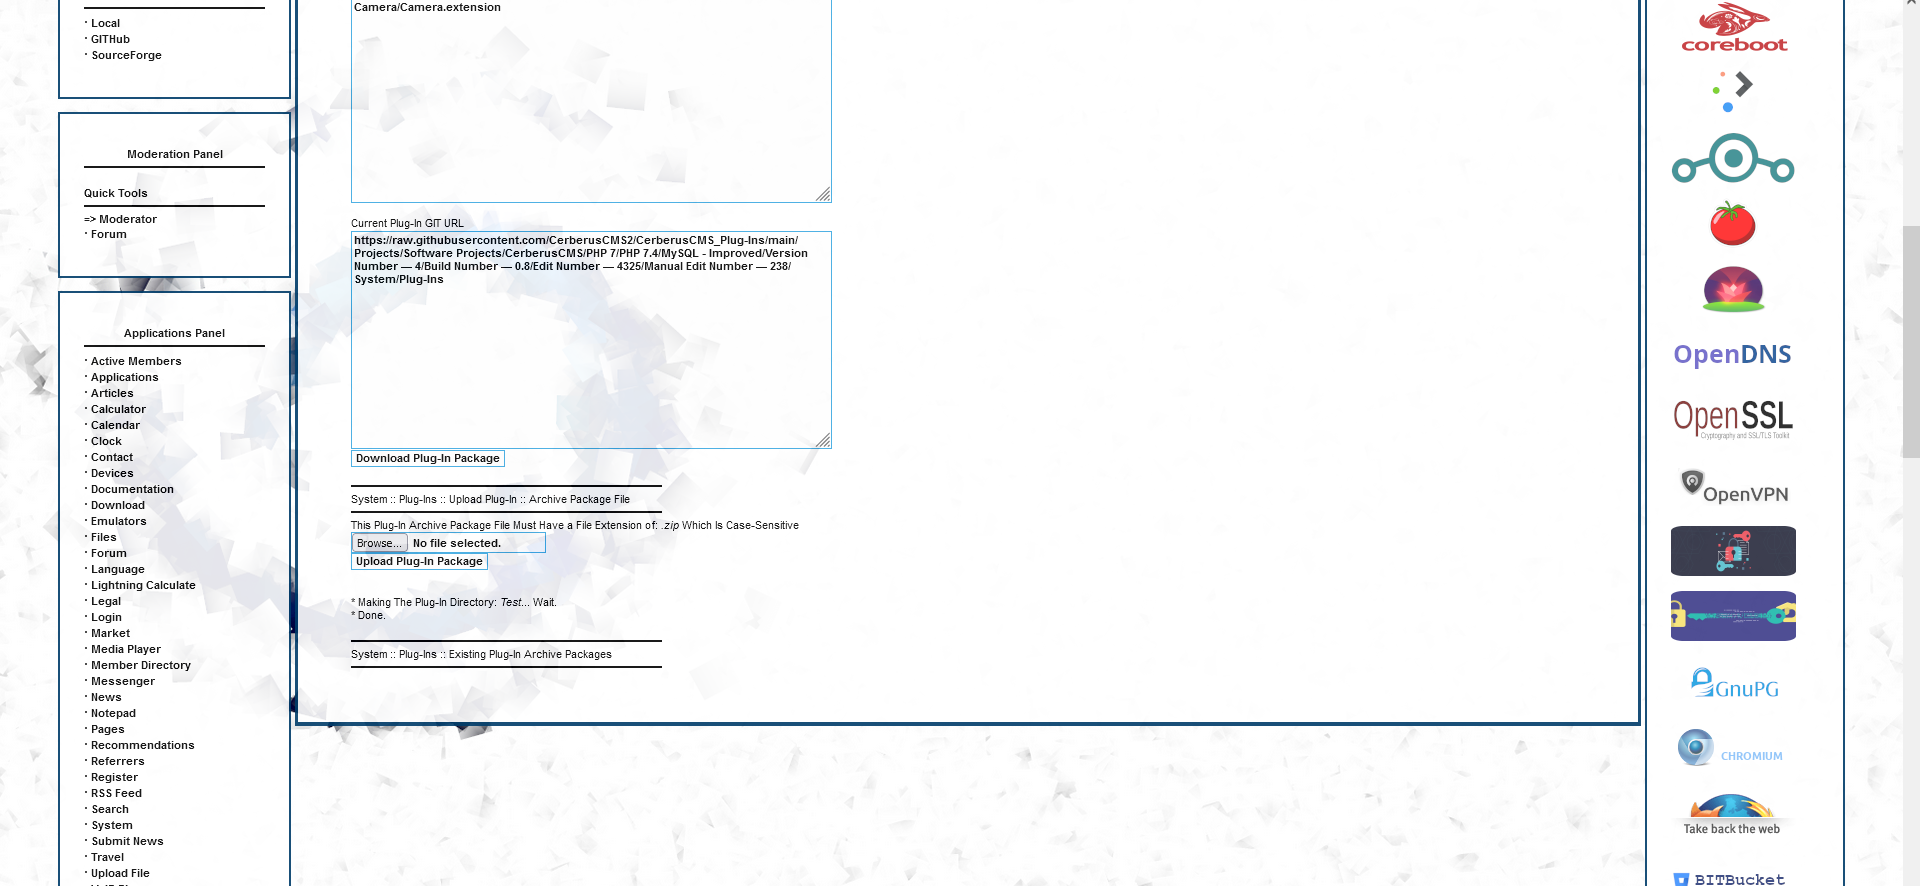 · Local
· GITHub
· SourceForge
Moderation Panel
Quick Tools
=> Moderator
· Forum
Applications Panel
· Active Members
· Applications
· Articles
· Calculator
· Calendar
· Clock
· Contact
· Devices
· Documentation
· Download
· Emulators
· Files
· Forum
· Language
· Lightning Calculate
· Legal
· Login
· Market
· Media Player
· Member Directory
· Messenger
· News
· Notepad
· Pages
· Recommendations
· Referrers
· Register
· RSS Feed
· Search
· System
· Submit News
· Travel
· Upload File
Camera/Camera.extension
Current Plug-In GIT URL
https://raw.githubusercontent.com/CerberusCMS2/CerberusCMS_Plug-Ins/main/
Projects/Software Projects/CerberusCMS/PHP 7/PHP 7.4/MySQL - Improved/Version
Number — 4/Build Number — 0.8/Edit Number — 4325/Manual Edit Number — 238/
System/Plug-Ins
Download Plug-In Package
System :: Plug-Ins :: Upload Plug-In :: Archive Package File
This Plug-In Archive Package File Must Have a File Extension of: .zip Which Is Case-Sensitive
Browse... No file selected.
Upload Plug-In Package
* Making The Plug-In Directory: Test... Wait.
* Done.
System :: Plug-Ins :: Existing Plug-In Archive Packages
coreboot
OpenDNS
OpenSSL
Cryptography and SSL/TLS Toolkit
OpenVPN
GnuPG
CHROMIUM
Take back the web
BITBucket